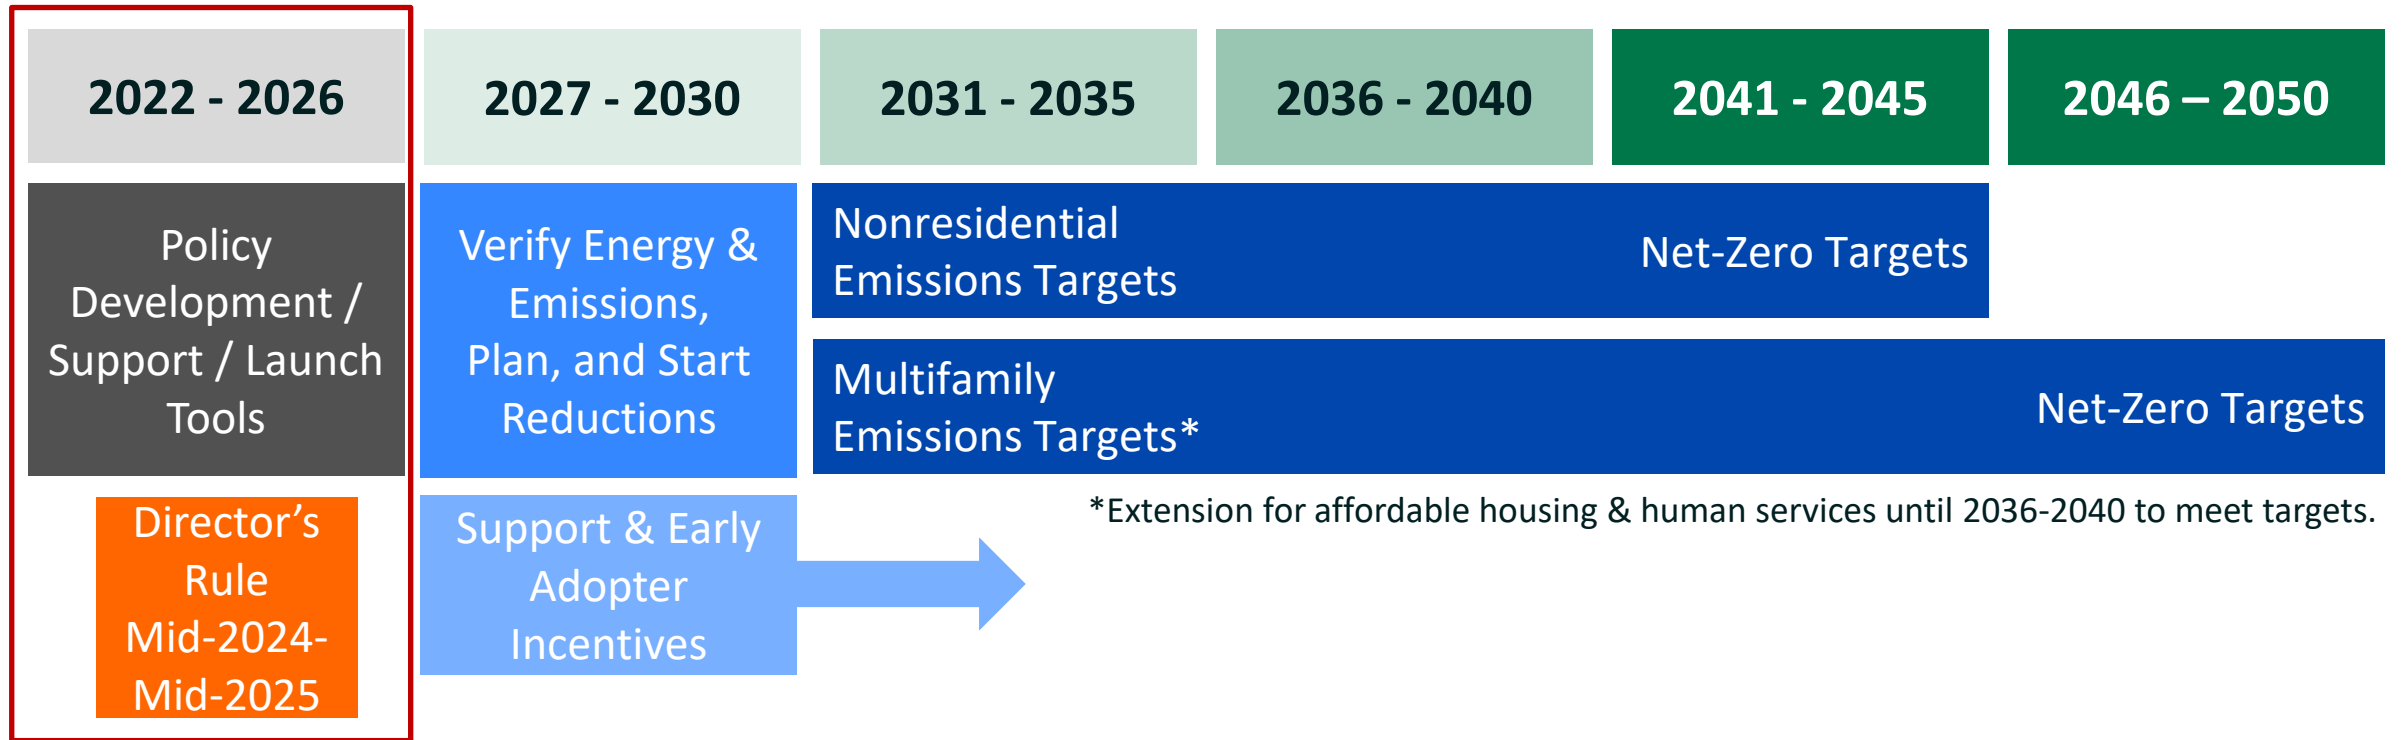 2022 - 2026
2027 - 2030
2031 - 2035
2036 - 2040
2041 - 2045
2046 – 2050
Policy
Development /
Support / Launch
Tools
Verify Energy &
Emissions,
Plan, and Start
Reductions
Nonresidential
Emissions Targets
Net-Zero Targets
Multifamily
Emissions Targets*
Net-Zero Targets
Director’s
Rule
Mid-2024-
Mid-2025
Support & Early
Adopter
Incentives
*Extension for affordable housing & human services until 2036-2040 to meet targets.